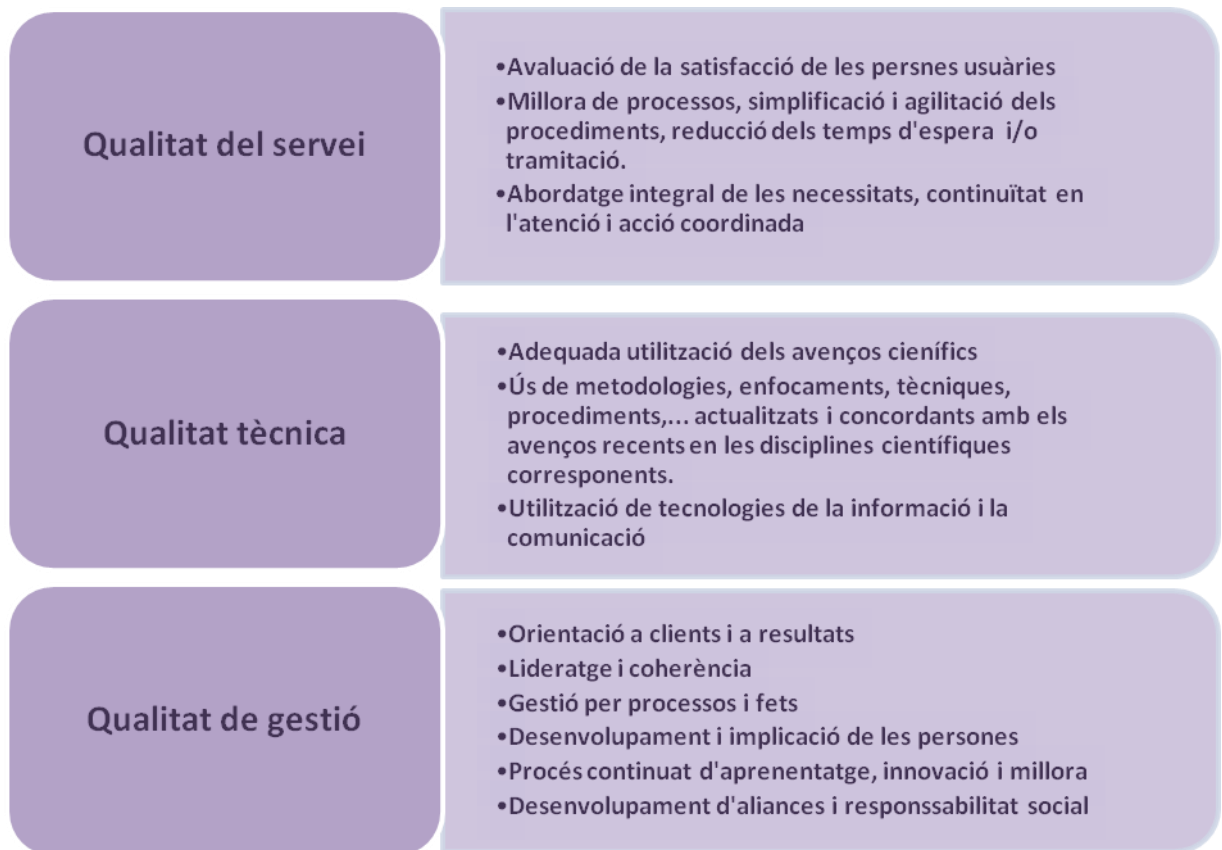 Qualitat del servei
•Avaluació de la satisfacció de les persnes usuàries
•Millora de processos, simplificació i agilitació dels
procediments, reducció dels temps d'espera i/o
tramitació.
•Abordatge integral de les necessitats, continuïtat en
l'atenció i acció coordinada
Qualitat tècnica
•Adequada utilització dels avenços cienífics
•Ús de metodologies, enfocaments, tècniques,
procediments,... actualitzats i concordants amb els
avenços recents en les disciplines científiques
corresponents.
•Utilització de tecnologies de la informació i la
comunicació
Qualitat de gestió
•Orientació a clients i a resultats
•Lideratge i coherència
•Gestió per processos i fets
•Desenvolupament i implicació de les persones
•Procés continuat d'aprenentatge, innovació i millora
•Desenvolupament d'aliances i responssabilitat social